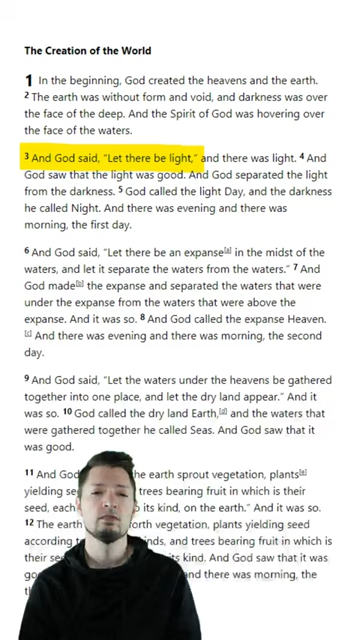 The Creation of the World
1 In the beginning, God created the heavens and the earth.
2 The earth was without form and void, and darkness was over
the face of the deep. And the Spirit of God was hovering over
the face of the waters.
3 And God said, “Let there be light,” and there was light. 4 And
God saw that the light was good. And God separated the light
from the darkness. 5 God called the light Day, and the darkness
he called Night. And there was evening and there was
morning, the first day.
6 And God said, “Let there be an expanse[a] in the midst of the
waters, and let it separate the waters from the waters.” 7 And
God made[b] the expanse and separated the waters that were
under the expanse from the waters that were above the
expanse. And it was so. 8 And God called the expanse Heaven.
[c] And there was evening and there was morning, the second
day.
9 And God said, “Let the waters under the heavens be gathered
together into one place, and let the dry land appear.” And it
was so. 10 God called the dry land Earth,[d] and the waters that
were gathered together he called Seas. And God saw that it
was good.
11 And God the earth sprout vegetation, plants[e]
yielding trees bearing fruit in which is their
seed, each its kind, on the earth.” And it was so.
12 The earth vegetation, plants yielding seed
according and trees bearing fruit in which is
their its kind. And God saw that it was
and there was morning, the